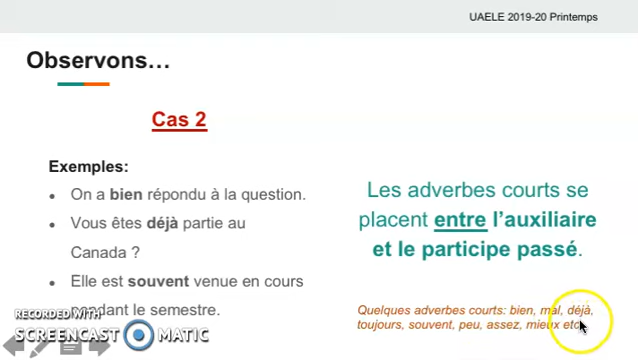 UAELE 2019-20 Printemps
Observons...
Cas 2
Exemples:
• On a bien répondu à la question.
• Vous êtes déjà partie au
Canada ?
• Elle est souvent venue en cours
pendant le semestre.
Les adverbes courts se
placent entre l'auxiliaire
et le participe passé.
Quelques adverbes courts: bien, mal, déjà,
toujours, souvent, peu, assez, mieux etc
RECORDED WITH
SCREENCAST MATIC